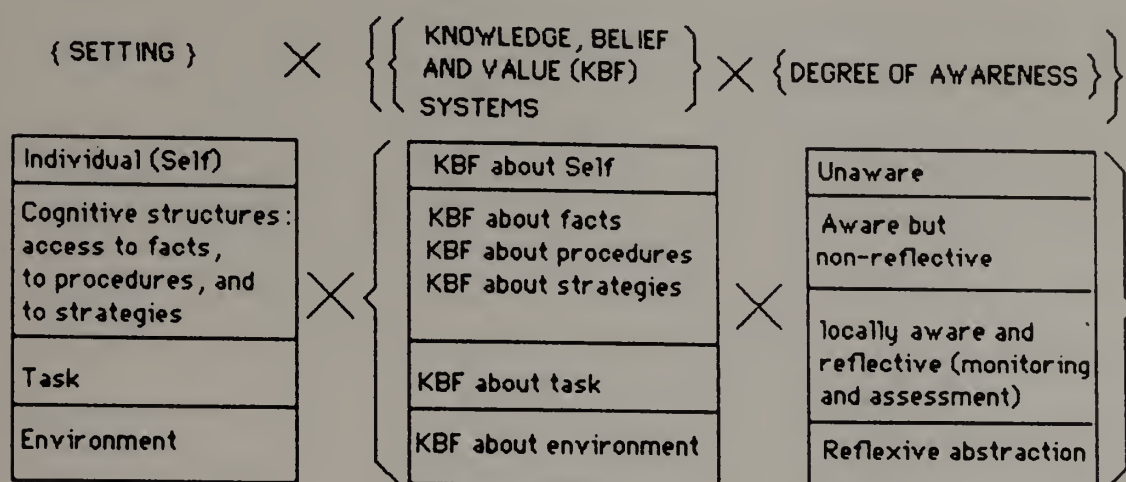 { SETTING } × { { KNOWLEDGE, BELIEF
AND VALUE (KBF)
SYSTEMS } × { DEGREE OF AWARENESS } }
Individual (Self)
Cognitive structures:
access to facts,
to procedures, and
to strategies
Task
Environment
×
KBF about Self
KBF about facts
KBF about procedures
KBF about strategies
KBF about task
KBF about environment
×
Unaware
Aware but
non-reflective
locally aware and
reflective (monitoring
and assessment)
Reflexive abstraction